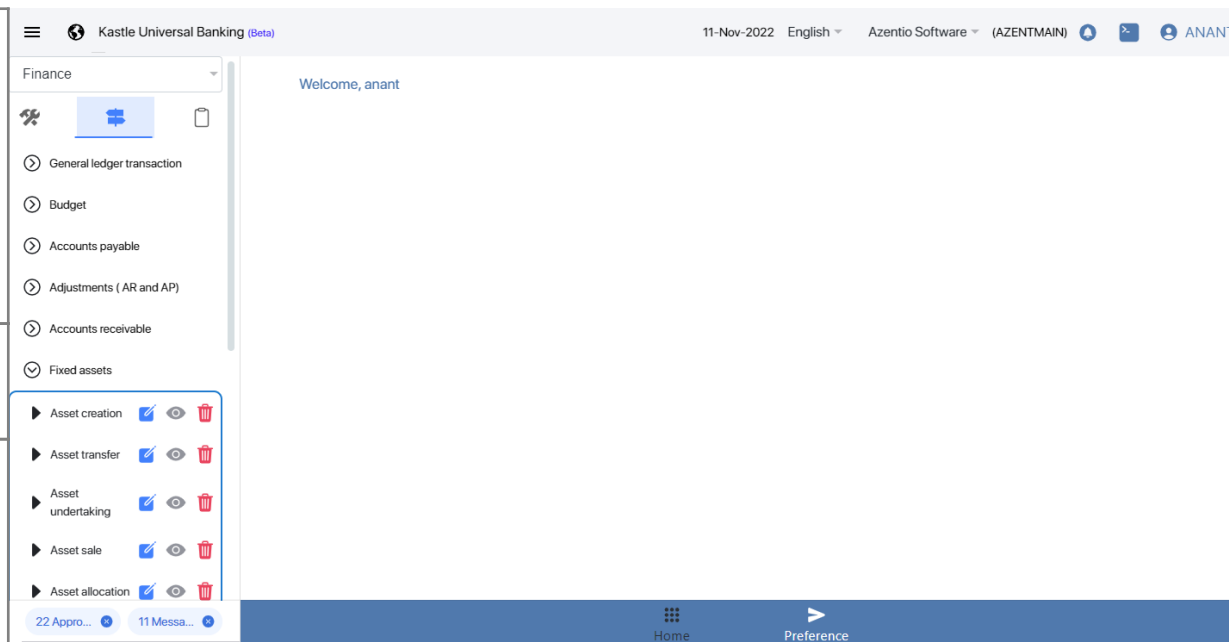 Kastle Universal Banking (Beta)
11-Nov-2022 English Azentio Software (AZENTMAIN) ANANT
Finance
Welcome, anant
General ledger transaction
Budget
Accounts payable
Adjustments ( AR and AP)
Accounts receivable
Fixed assets
Asset creation
Asset transfer
Asset
undertaking
Asset sale
Asset allocation
22 Appro... 11 Messa...
Home Preference